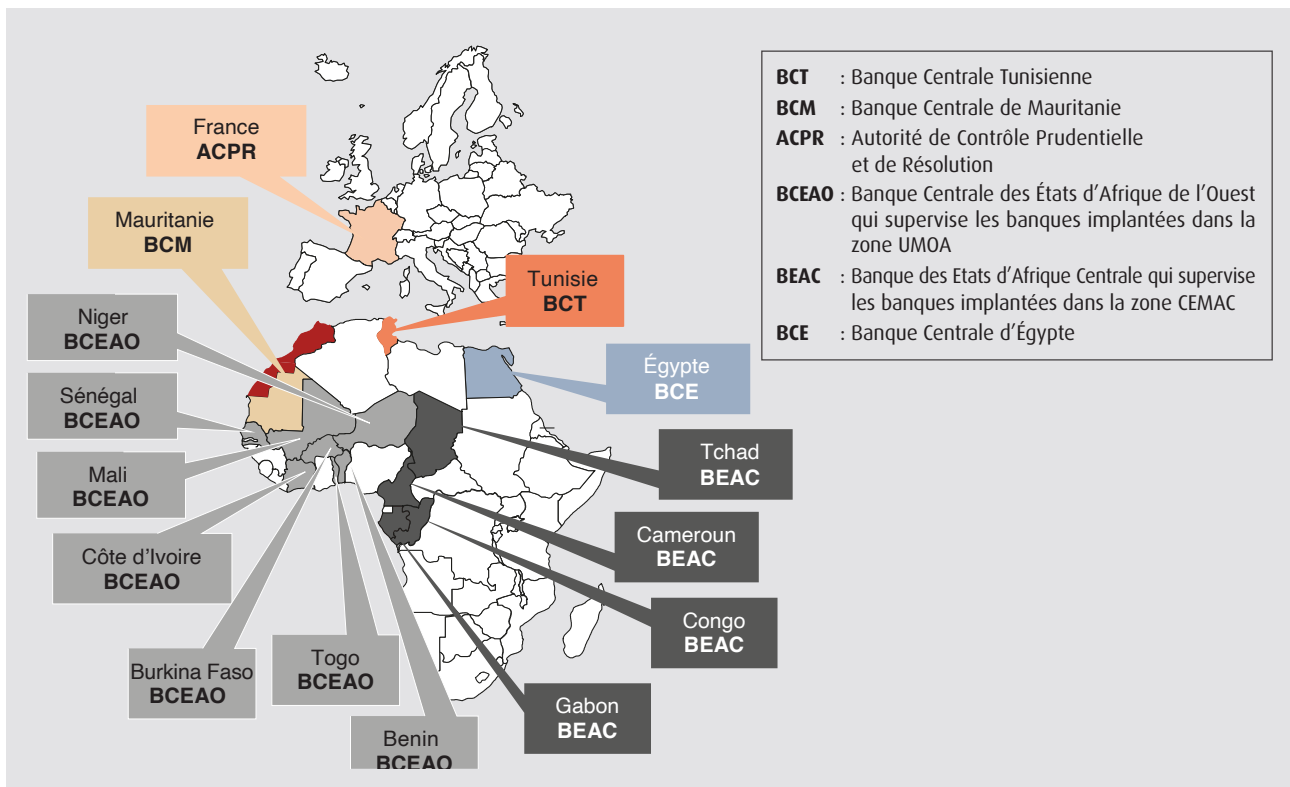 France
ACPR
Mauritanie
BCM
Niger
BCEAO
Sénégal
BCEAO
Mali
BCEAO
Côte d'Ivoire
BCEAO
Burkina Faso
BCEAO
Togo
BCEAO
Benin
BCEAO
Tunisie
BCT
Égypte
BCE
Tchad
BEAC
Cameroun
BEAC
Congo
BEAC
Gabon
BEAC
BCT : Banque Centrale Tunisienne
BCM : Banque Centrale de Mauritanie
ACPR : Autorité de Contrôle Prudentielle
et de Résolution
BCEAO : Banque Centrale des États d'Afrique de l'Ouest
qui supervise les banques implantées dans la
zone UMOA
BEAC : Banque des Etats d'Afrique Centrale qui supervise
les banques implantées dans la zone CEMAC
BCE : Banque Centrale d'Égypte